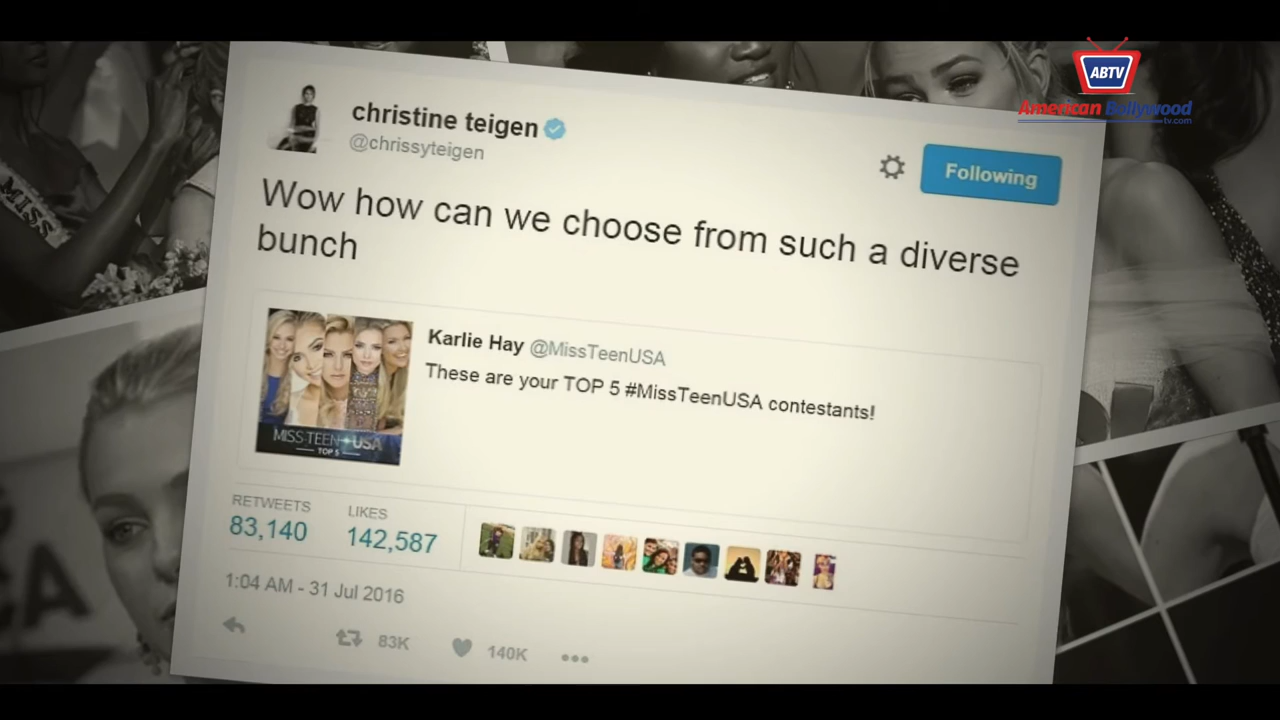 ABTV
American Bollywood
tv.com
christine teigen
@chrissyteigen
Following
Wow how can we choose from such a diverse
bunch
Karlie Hay @MissTeenUSA
These are your TOP 5 #MissTeenUSA contestants!
MISS TEEN USA
TOP 5
RETWEETS
83,140
LIKES
142,587
1:04 AM - 31 Jul 2016
83K
140K
MISS
A